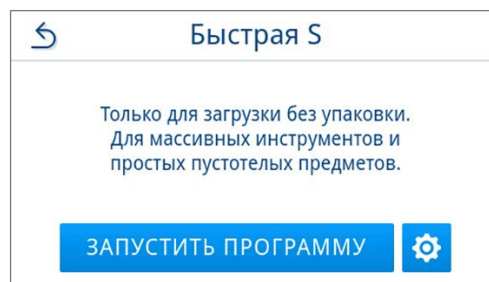 Быстрая S
Только для загрузки без упаковки.
Для массивных инструментов и
простых пустотелых предметов.
ЗАПУСТИТЬ ПРОГРАММУ